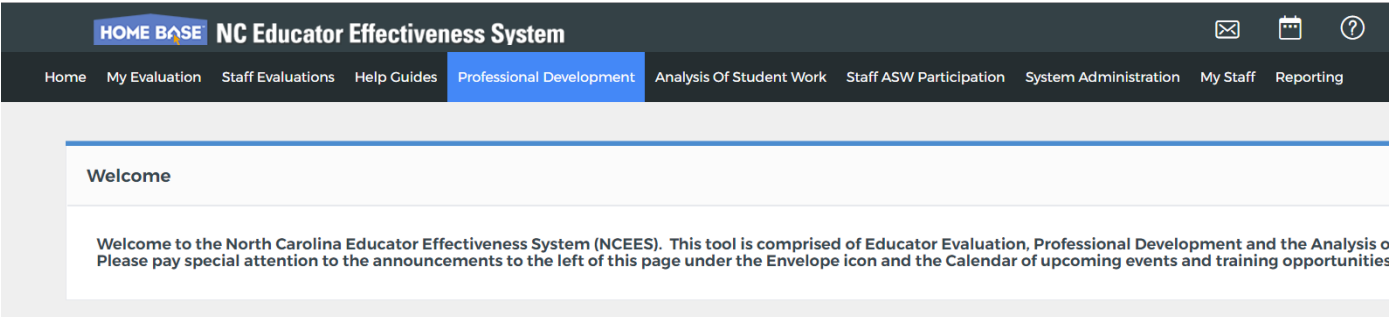 HOME BASE NC Educator Effectiveness System
Home My Evaluation Staff Evaluations Help Guides Professional Development Analysis Of Student Work Staff ASW Participation System Administration My Staff Reporting
Welcome
Welcome to the North Carolina Educator Effectiveness System (NCEES). This tool is comprised of Educator Evaluation, Professional Development and the Analysis o
Please pay special attention to the announcements to the left of this page under the Envelope icon and the Calendar of upcoming events and training opportunities